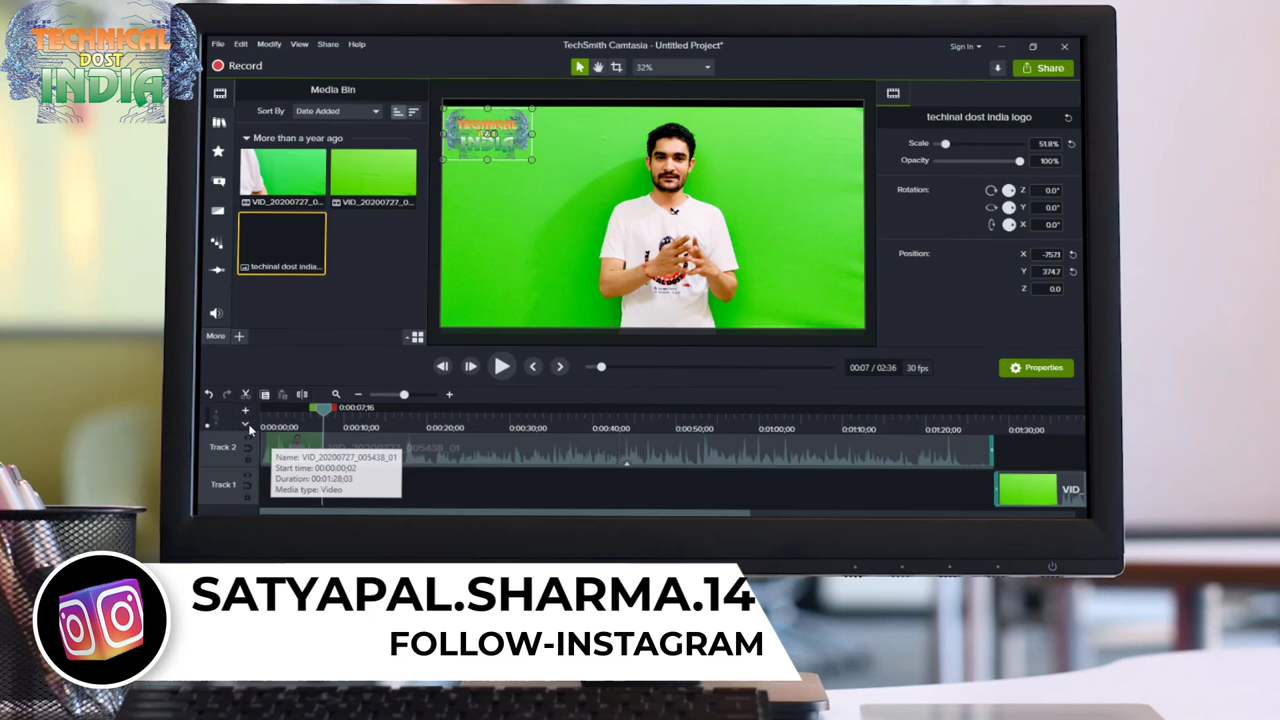 TECHNICAL
DOST
INDIA
File Edit Modify View Share Help
TechSmith Camtasia - Untitled Project*
Sign In
Record
32%
Share
Media Bin
Sort By Date Added
More than a year ago
VID_20200727_0...
VID_20200727_0...
techinal dost india...
More
TECHNICAL
INDIA
techinal dost india logo
Scale 51.8%
Opacity 100%
Rotation: Z 0.0°
Y 0.0°
X 0.0°
Position: X -757.1
Y 374.7
Z 0.0
00:07 / 02:36 30 fps
Properties
0:00:07;16
0:00:00;00 0:00:10;00 0:00:20;00 0:00:30;00 0:00:40;00 0:00:50;00 0:01:00;00 0:01:10;00 0:01:20;00 0:01:30;00
Track 2
VID_20200727_005438_01
Name: VID_20200727_005438_01
Start time: 00:00:00;02
Duration: 00:01:28;03
Media type: Video
Track 1
VID_
SATYAPAL.SHARMA.14
FOLLOW-INSTAGRAM